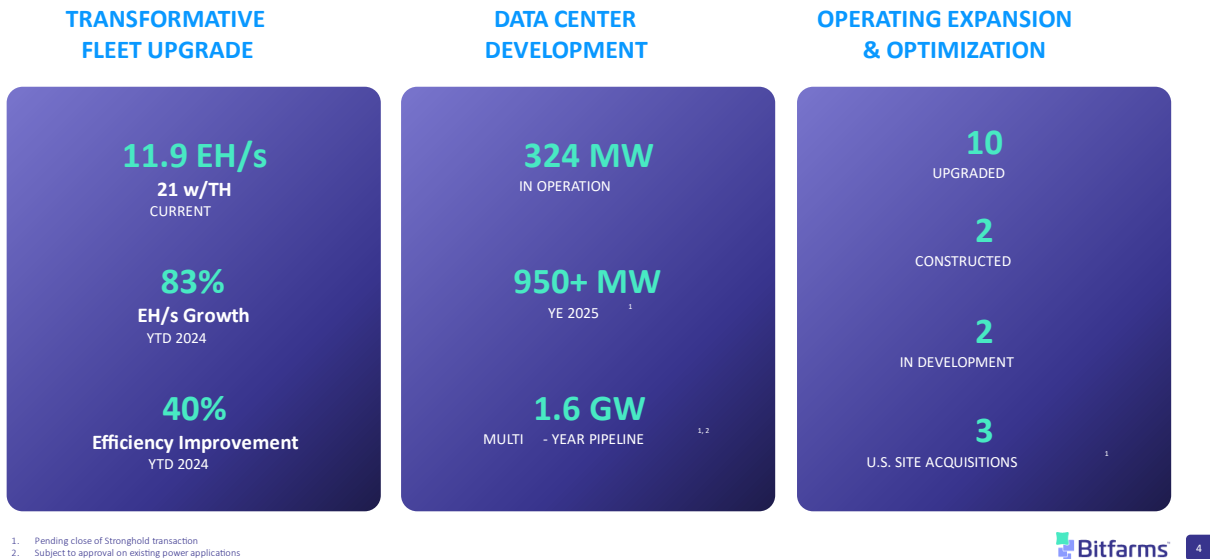 TRANSFORMATIVE
FLEET UPGRADE
11.9 EH/s
21 w/TH
CURRENT
83%
EH/s Growth
YTD 2024
40%
Efficiency Improvement
YTD 2024
DATA CENTER
DEVELOPMENT
324 MW
IN OPERATION
950+ MW
YE 2025 1
1.6 GW
MULTI - YEAR PIPELINE 1, 2
OPERATING EXPANSION
& OPTIMIZATION
10
UPGRADED
2
CONSTRUCTED
2
IN DEVELOPMENT
3
U.S. SITE ACQUISITIONS 1
1. Pending close of Stronghold transaction
2. Subject to approval on existing power applications
Bitfarms™
4